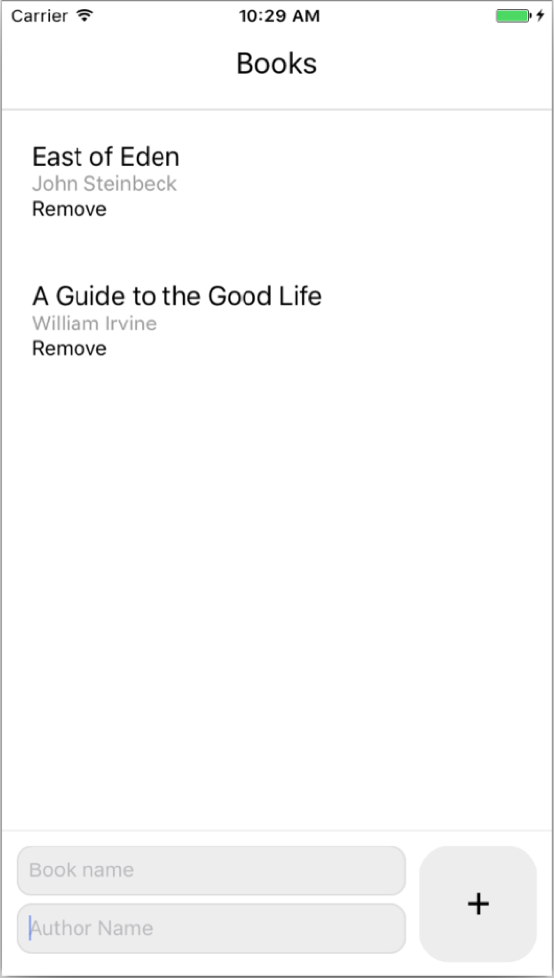 Carrier 10:29 AM
Books
East of Eden
John Steinbeck
Remove
A Guide to the Good Life
William Irvine
Remove
Book name
Author Name
+